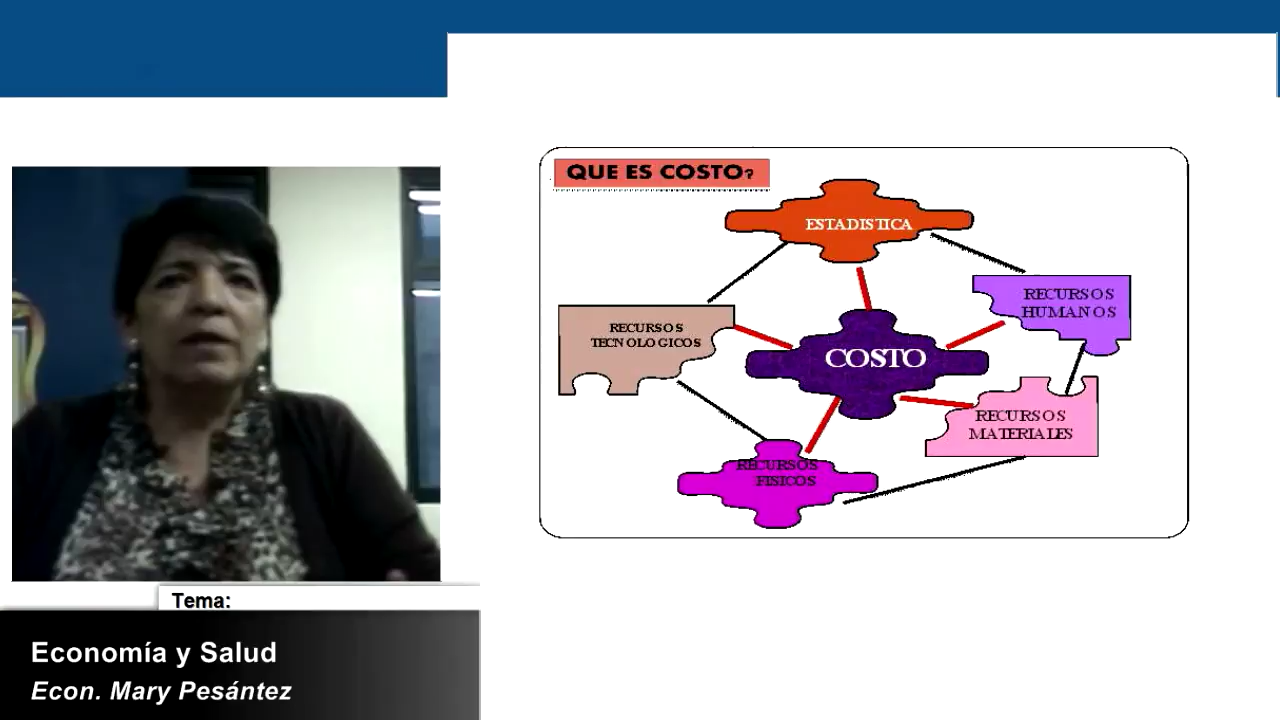 QUE ES COSTO?
ESTADISTICA
RECURSOS
HUMANOS
RECURSOS
TECNOLOGICOS
COSTO
RECURSOS
MATERIALES
RECURSOS
FISICOS
Tema:
Economía y Salud
Econ. Mary Pesántez